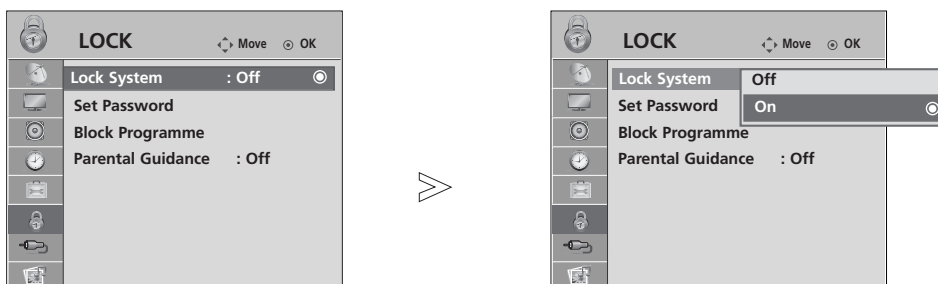 LOCK Move OK
Lock System : Off
Set Password
Block Programme
Parental Guidance : Off
LOCK Move OK
Lock System Off
Set Password On
Block Programme
Parental Guidance : Off